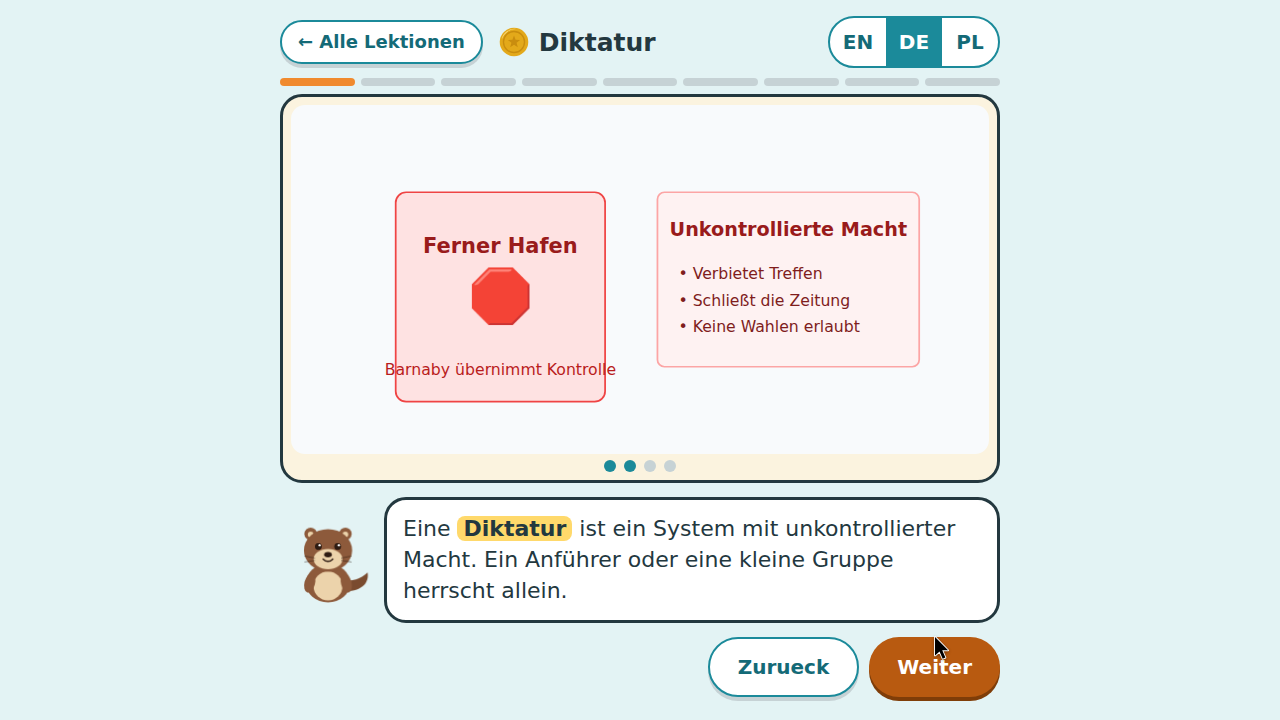 ← Alle Lektionen
Diktatur
EN DE PL
Ferner Hafen
Barnaby übernimmt Kontrolle
Unkontrollierte Macht
• Verbietet Treffen
• Schließt die Zeitung
• Keine Wahlen erlaubt
Eine Diktatur ist ein System mit unkontrollierter
Macht. Ein Anführer oder eine kleine Gruppe
herrscht allein.
Zurueck
Weiter